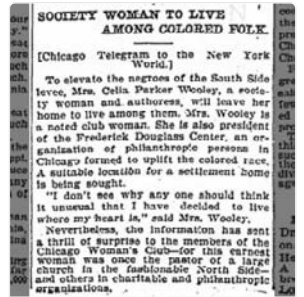 SOCIETY WOMAN TO LIVE
AMONG COLORED FOLK.
[Chicago Telegram to the New York
World.]
To elevate the negroes of the South Side
levee, Mrs. Celia Parker Wooley, a socie-
ty woman and authoress, will leave her
home to live among them. Mrs. Wooley is
a noted club woman. She is also president
of the Frederick Douglass Center, an or-
ganization of philanthropic persons in
Chicago formed to uplift the colored race.
A suitable location for a settlement home
is being sought.
"I don't see why any one should think
it unusual that I have decided to live
where my heart is," said Mrs. Wooley.
Nevertheless, the information has sent
a thrill of surprise to the members of the
Chicago Woman's Club—for this earnest
woman was once the pastor of a large
church in the fashionable North Side—
and others in charitable and philanthropic
organizations.